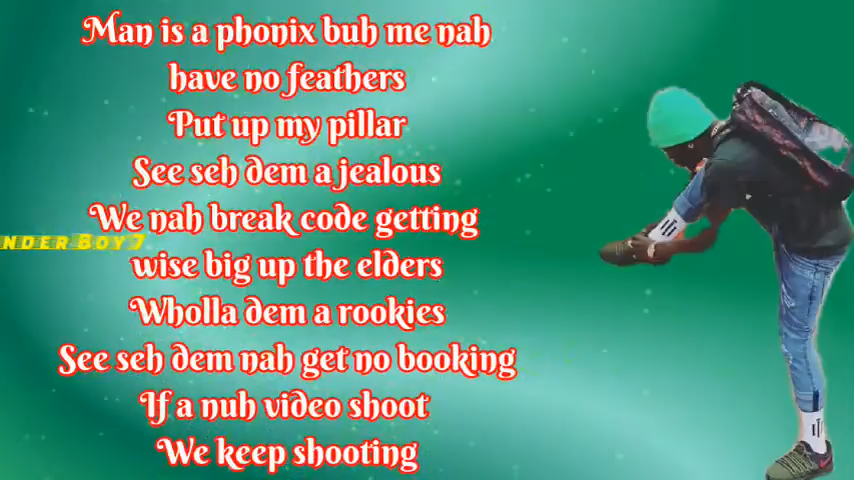 Man is a phonix buh me nah
have no feathers
Put up my pillar
See seh dem a jealous
We nah break code getting
NDER BOY J.
wise big up the elders
Wholla dem a rookies
See seh dem nah get no booking
If a nuh video shoot
We keep shooting